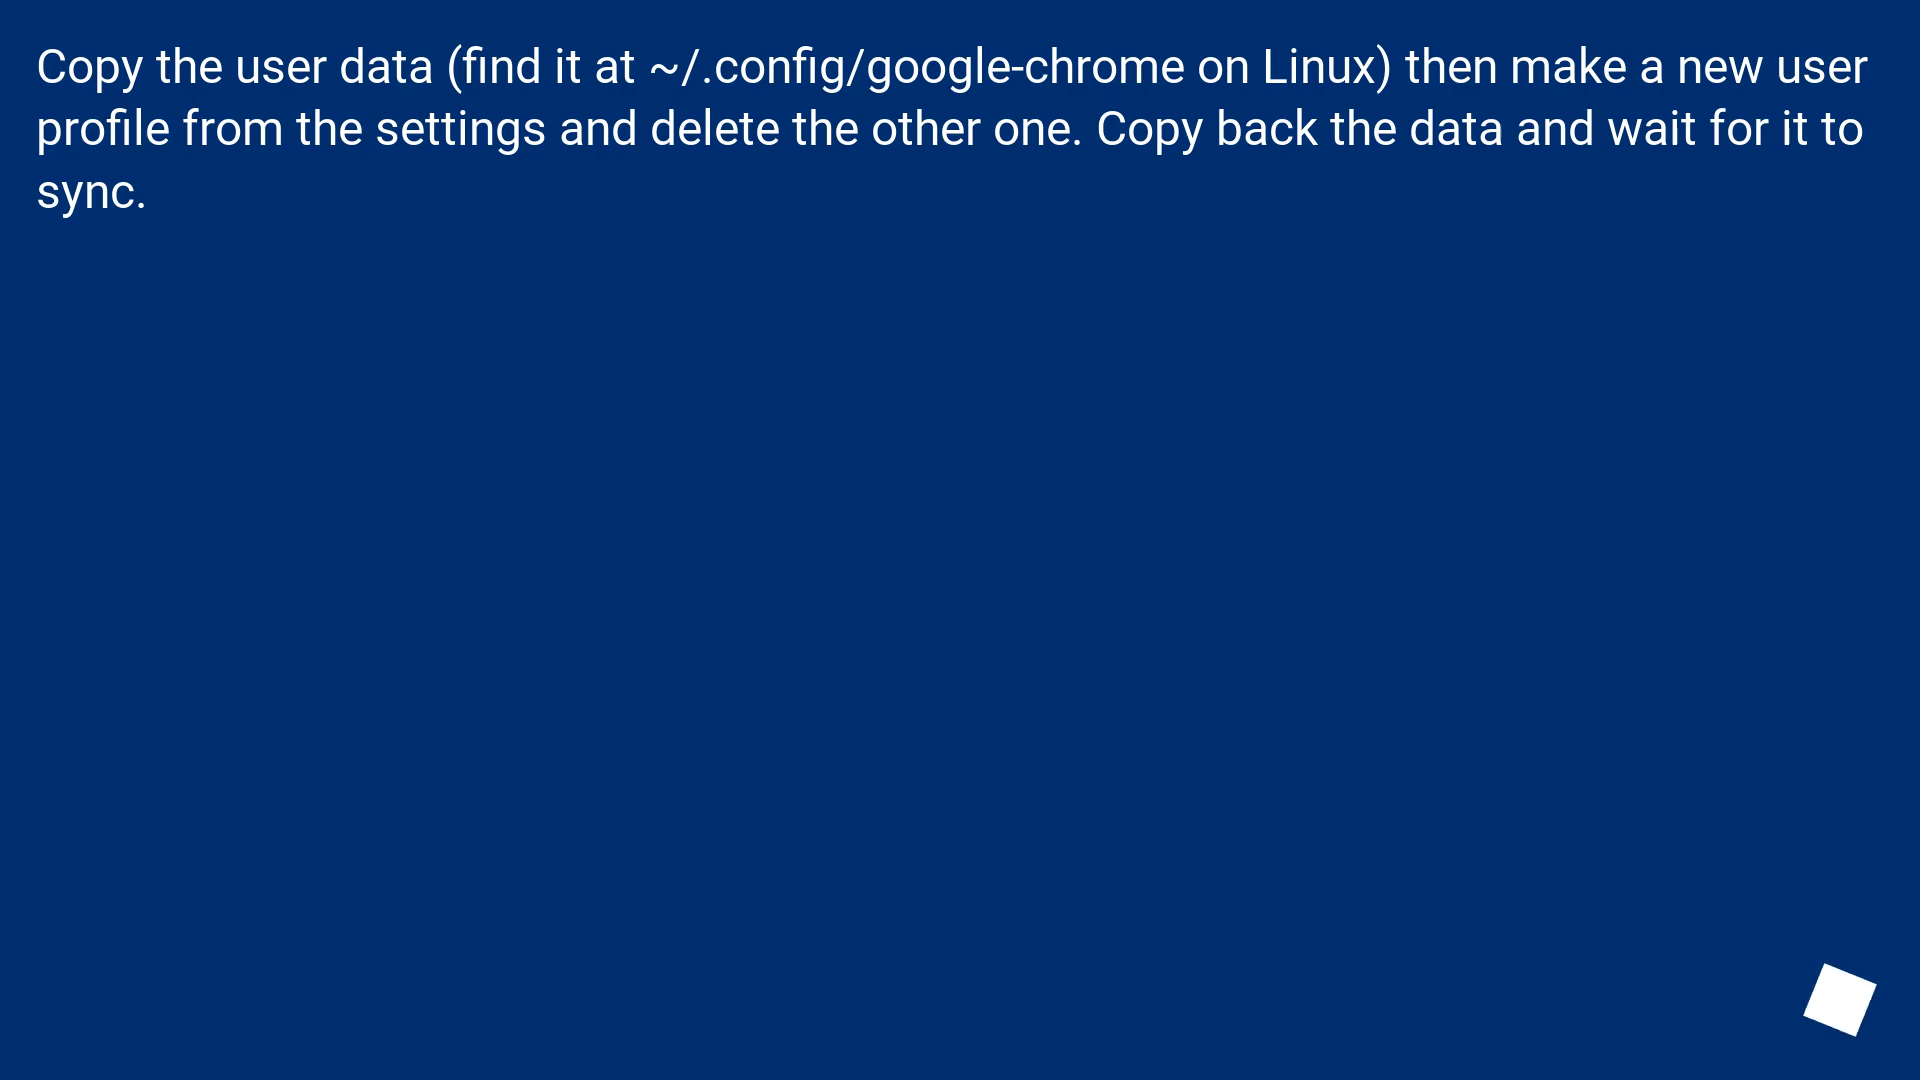 Copy the user data (find it at ~/.config/google-chrome on Linux) then make a new user
profile from the settings and delete the other one. Copy back the data and wait for it to
sync.